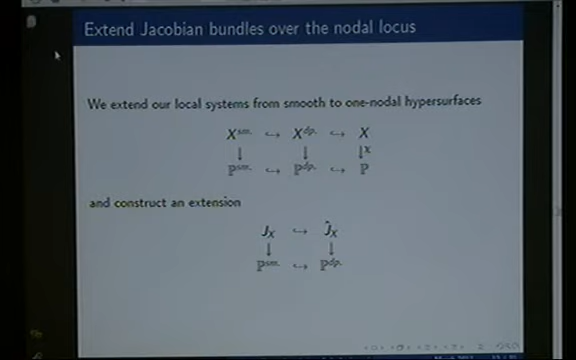 Extend Jacobian bundles over the nodal locus
We extend our local systems from smooth to one-nodal hypersurfaces
X^{sm.} ↪ X^{dp.} ↪ X
↓ ↓ ↓χ
ℙ^{sm.} ↪ ℙ^{dp.} ↪ ℙ
and construct an extension
J_X ↪ Ĵ_X
↓ ↓
ℙ^{sm.} ↪ ℙ^{dp.}